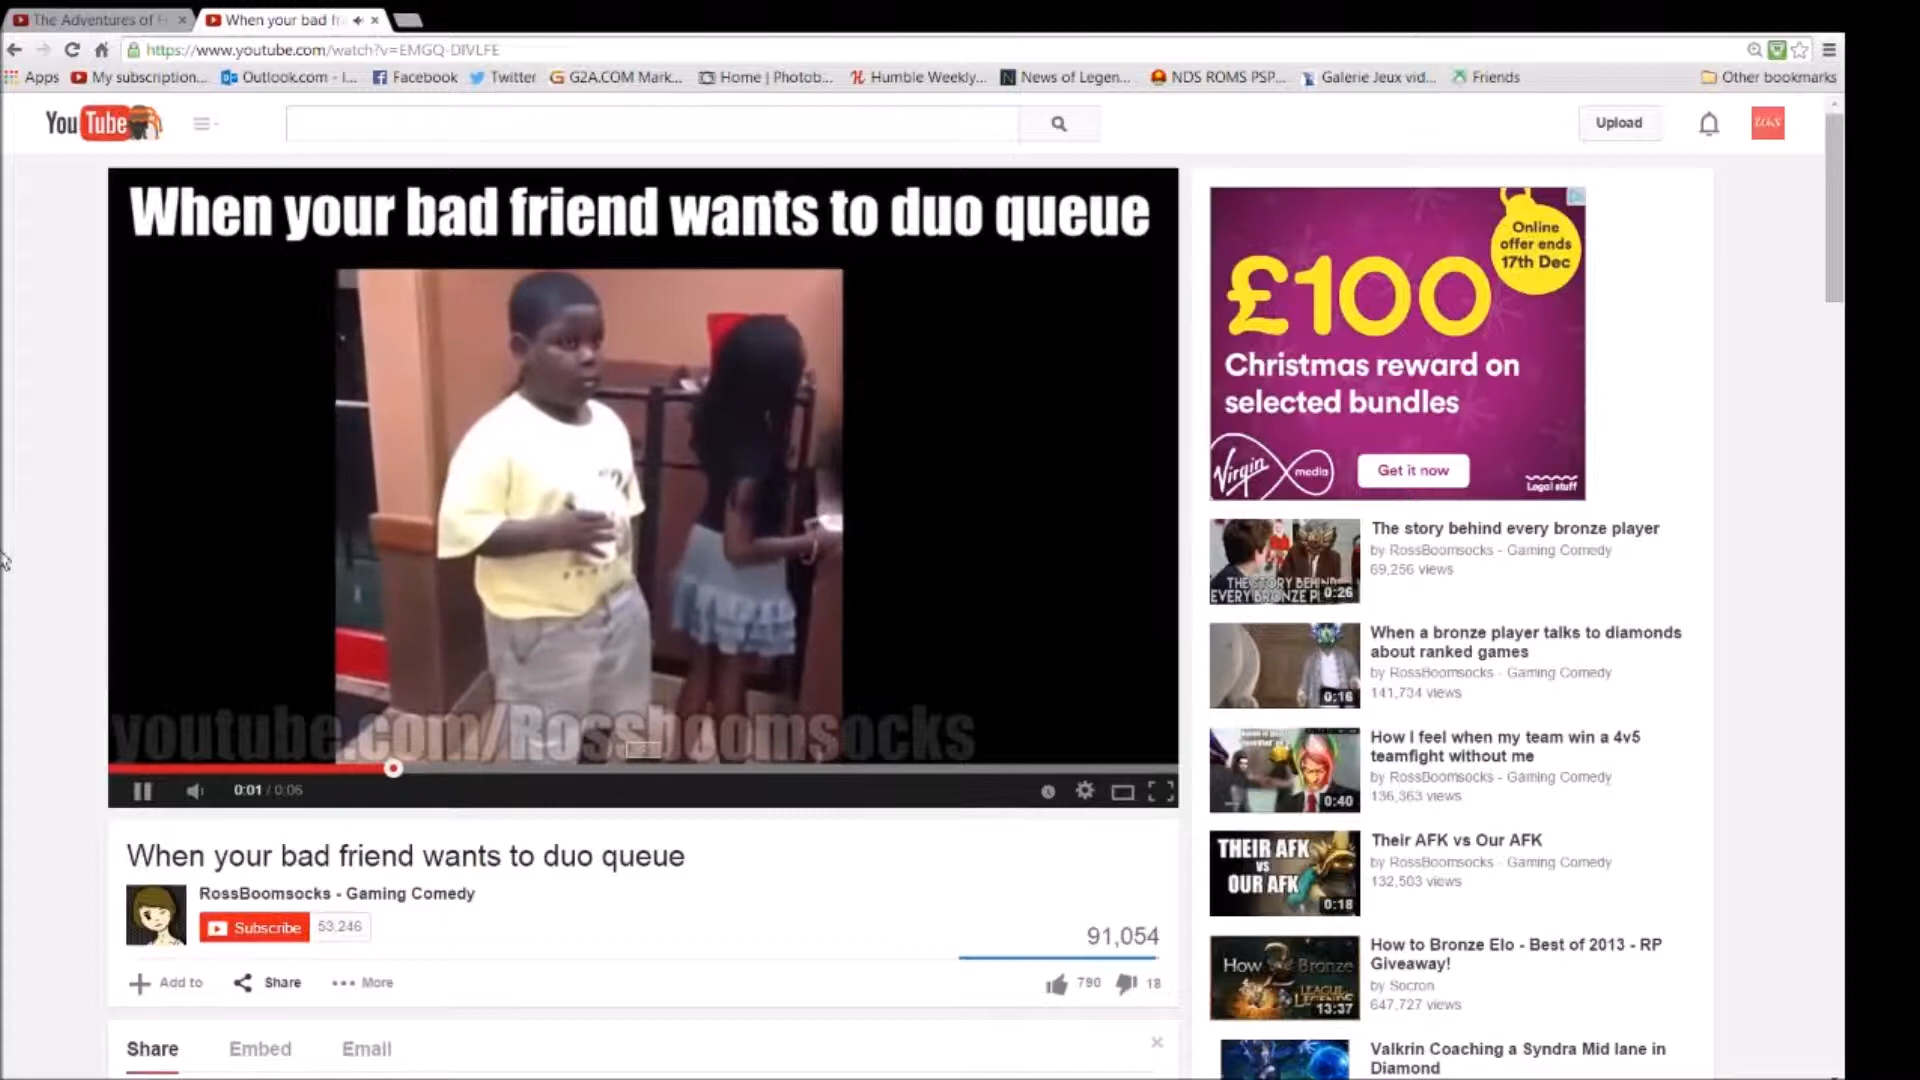 The Adventures of
When your bad fr
https://www.youtube.com/watch?v=EMGQ-DIVLFE
Apps
My subscription...
Outlook.com - I...
Facebook
Twitter
G2A.COM Mark...
Home | Photob...
Humble Weekly...
News of Legen...
NDS ROMS PSP...
Galerie Jeux vid...
Friends
Other bookmarks
YouTube
Upload
When your bad friend wants to duo queue
youtube.com/Rossboomsocks
0:01 / 0:06
When your bad friend wants to duo queue
RossBoomsocks - Gaming Comedy
Subscribe 53,246
91,054
Add to Share More
790 18
Share Embed Email
Online
offer ends
17th Dec
£100
Christmas reward on
selected bundles
Virgin media
Get it now
Legal stuff
THE STORY BEHIND
EVERY BRONZE
0:26
The story behind every bronze player
by RossBoomsocks - Gaming Comedy
69,256 views
0:16
When a bronze player talks to diamonds
about ranked games
by RossBoomsocks - Gaming Comedy
141,734 views
0:40
How I feel when my team win a 4v5
teamfight without me
by RossBoomsocks - Gaming Comedy
136,363 views
THEIR AFK
VS
OUR AFK
0:18
Their AFK vs Our AFK
by RossBoomsocks - Gaming Comedy
132,503 views
How Bronze
LEAGUE
LEGENDS
13:37
How to Bronze Elo - Best of 2013 - RP
Giveaway!
by Socron
647,727 views
Valkrin Coaching a Syndra Mid lane in
Diamond